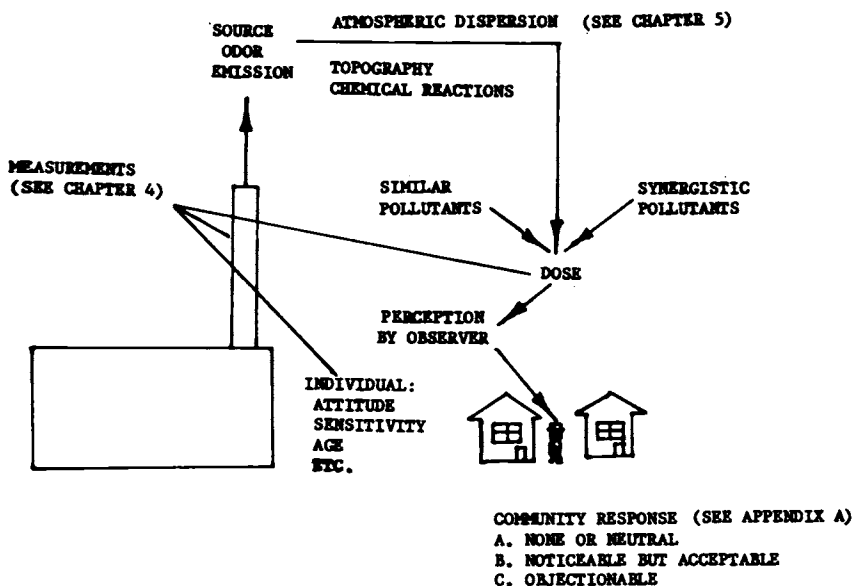 ATMOSPHERIC DISPERSION (SEE CHAPTER 5)
SOURCE
ODOR
EMISSION
TOPOGRAPHY
CHEMICAL REACTIONS
MEASUREMENTS
(SEE CHAPTER 4)
SIMILAR
POLLUTANTS
SYNERGISTIC
POLLUTANTS
DOSE
PERCEPTION
BY OBSERVER
INDIVIDUAL:
ATTITUDE
SENSITIVITY
AGE
ETC.
COMMUNITY RESPONSE (SEE APPENDIX A)
A. NONE OR NEUTRAL
B. NOTICEABLE BUT ACCEPTABLE
C. OBJECTIONABLE